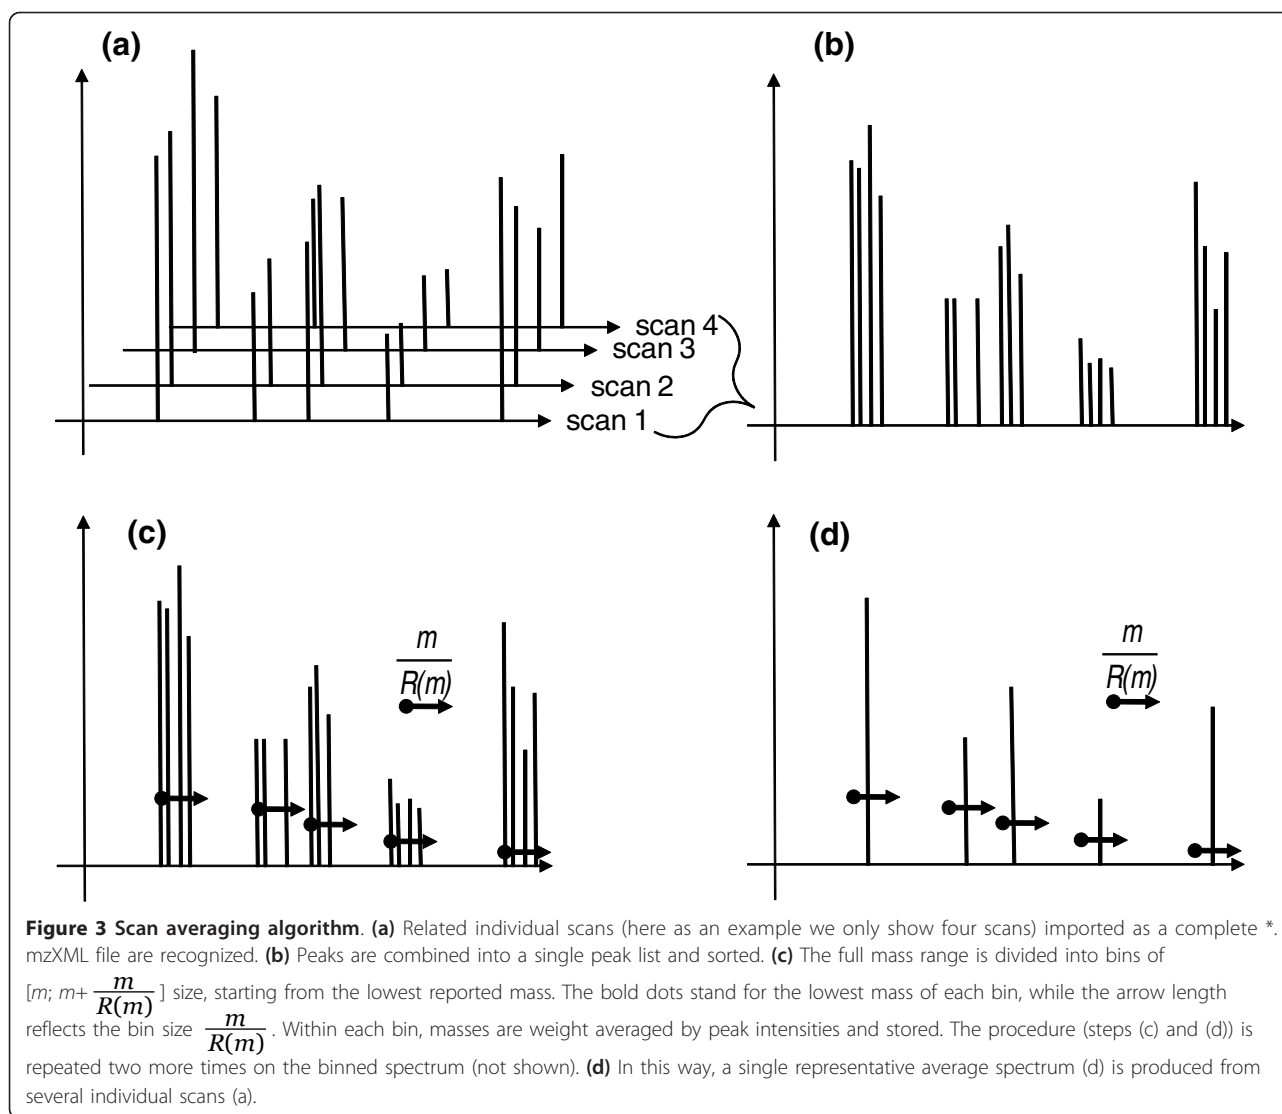 (a)
(b)
scan 4
scan 3
scan 2
scan 1
(c)
(d)
m
R(m)
m
R(m)
Figure 3 Scan averaging algorithm. (a) Related individual scans (here as an example we only show four scans) imported as a complete *.
mzXML file are recognized. (b) Peaks are combined into a single peak list and sorted. (c) The full mass range is divided into bins of
[m; m+ m/R(m) ] size, starting from the lowest reported mass. The bold dots stand for the lowest mass of each bin, while the arrow length
reflects the bin size m/R(m). Within each bin, masses are weight averaged by peak intensities and stored. The procedure (steps (c) and (d)) is
repeated two more times on the binned spectrum (not shown). (d) In this way, a single representative average spectrum (d) is produced from
several individual scans (a).